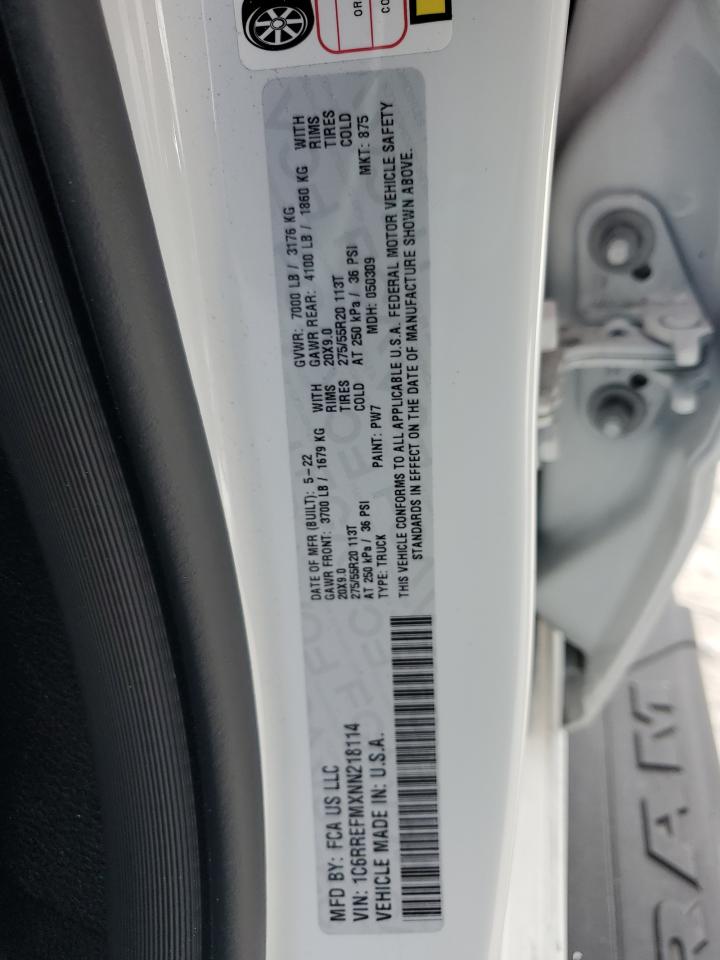 OR
CO
DATE OF MFR (BUILT): 5-22 GVWR: 7000 LB / 3176 KG
GAWR FRONT: 3700 LB / 1679 KG WITH GAWR REAR: 4100 LB / 1860 KG WITH
20X9.0 RIMS 20X9.0 RIMS
275/55R20 113T TIRES 275/55R20 113T TIRES
AT 250 kPa / 36 PSI COLD AT 250 kPa / 36 PSI COLD
TYPE: TRUCK PAINT: PW7 MDH: 050309 MKT: 875
THIS VEHICLE CONFORMS TO ALL APPLICABLE U.S.A. FEDERAL MOTOR VEHICLE SAFETY
STANDARDS IN EFFECT ON THE DATE OF MANUFACTURE SHOWN ABOVE.
MFD BY: FCA US LLC
VIN: 1C6RREFMXNN218114
VEHICLE MADE IN: U.S.A.
RAM